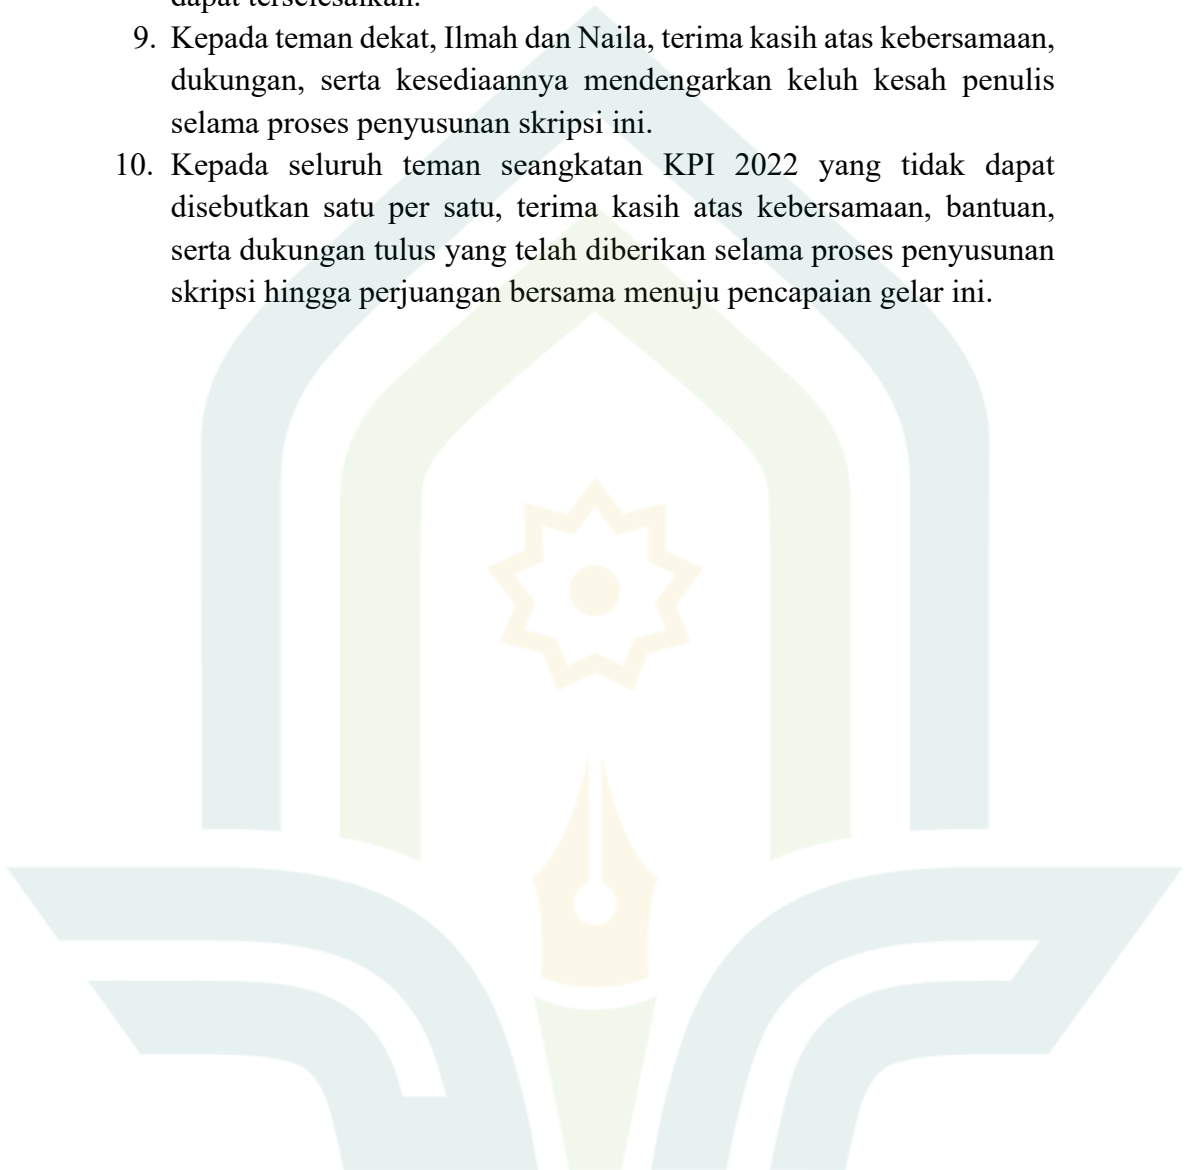 dapat terselesaikan.
9. Kepada teman dekat, Ilmah dan Naila, terima kasih atas kebersamaan,
dukungan, serta kesediaannya mendengarkan keluh kesah penulis
selama proses penyusunan skripsi ini.
10. Kepada seluruh teman seangkatan KPI 2022 yang tidak dapat
disebutkan satu per satu, terima kasih atas kebersamaan, bantuan,
serta dukungan tulus yang telah diberikan selama proses penyusunan
skripsi hingga perjuangan bersama menuju pencapaian gelar ini.